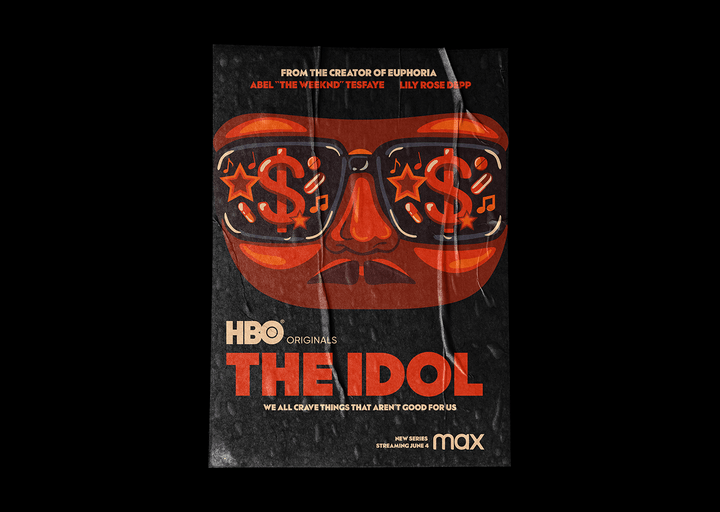 FROM THE CREATOR OF EUPHORIA
ABEL "THE WEEKND" TESFAYE LILY ROSE DEPP
HBO® ORIGINALS
THE IDOL
WE ALL CRAVE THINGS THAT AREN'T GOOD FOR US
NEW SERIES
STREAMING JUNE 4
max